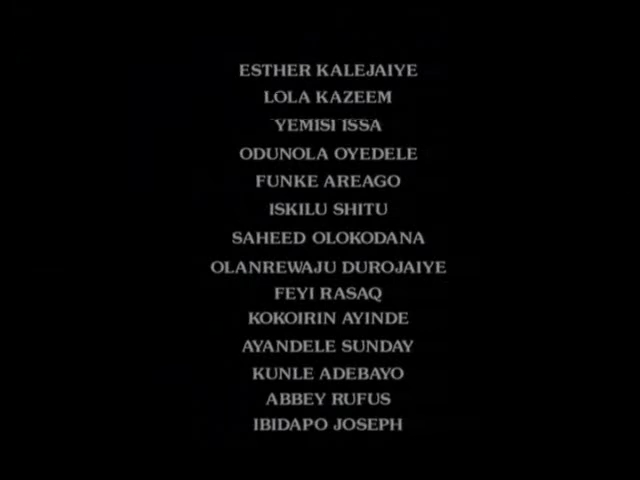 ESTHER KALEJAIYE
LOLA KAZEEM
YEMISI ISSA
ODUNOLA OYEDELE
FUNKE AREAGO
ISKILU SHITU
SAHEED OLOKODANA
OLANREWAJU DUROJAIYE
FEYI RASAQ
KOKOIRIN AYINDE
AYANDELE SUNDAY
KUNLE ADEBAYO
ABBEY RUFUS
IBIDAPO JOSEPH